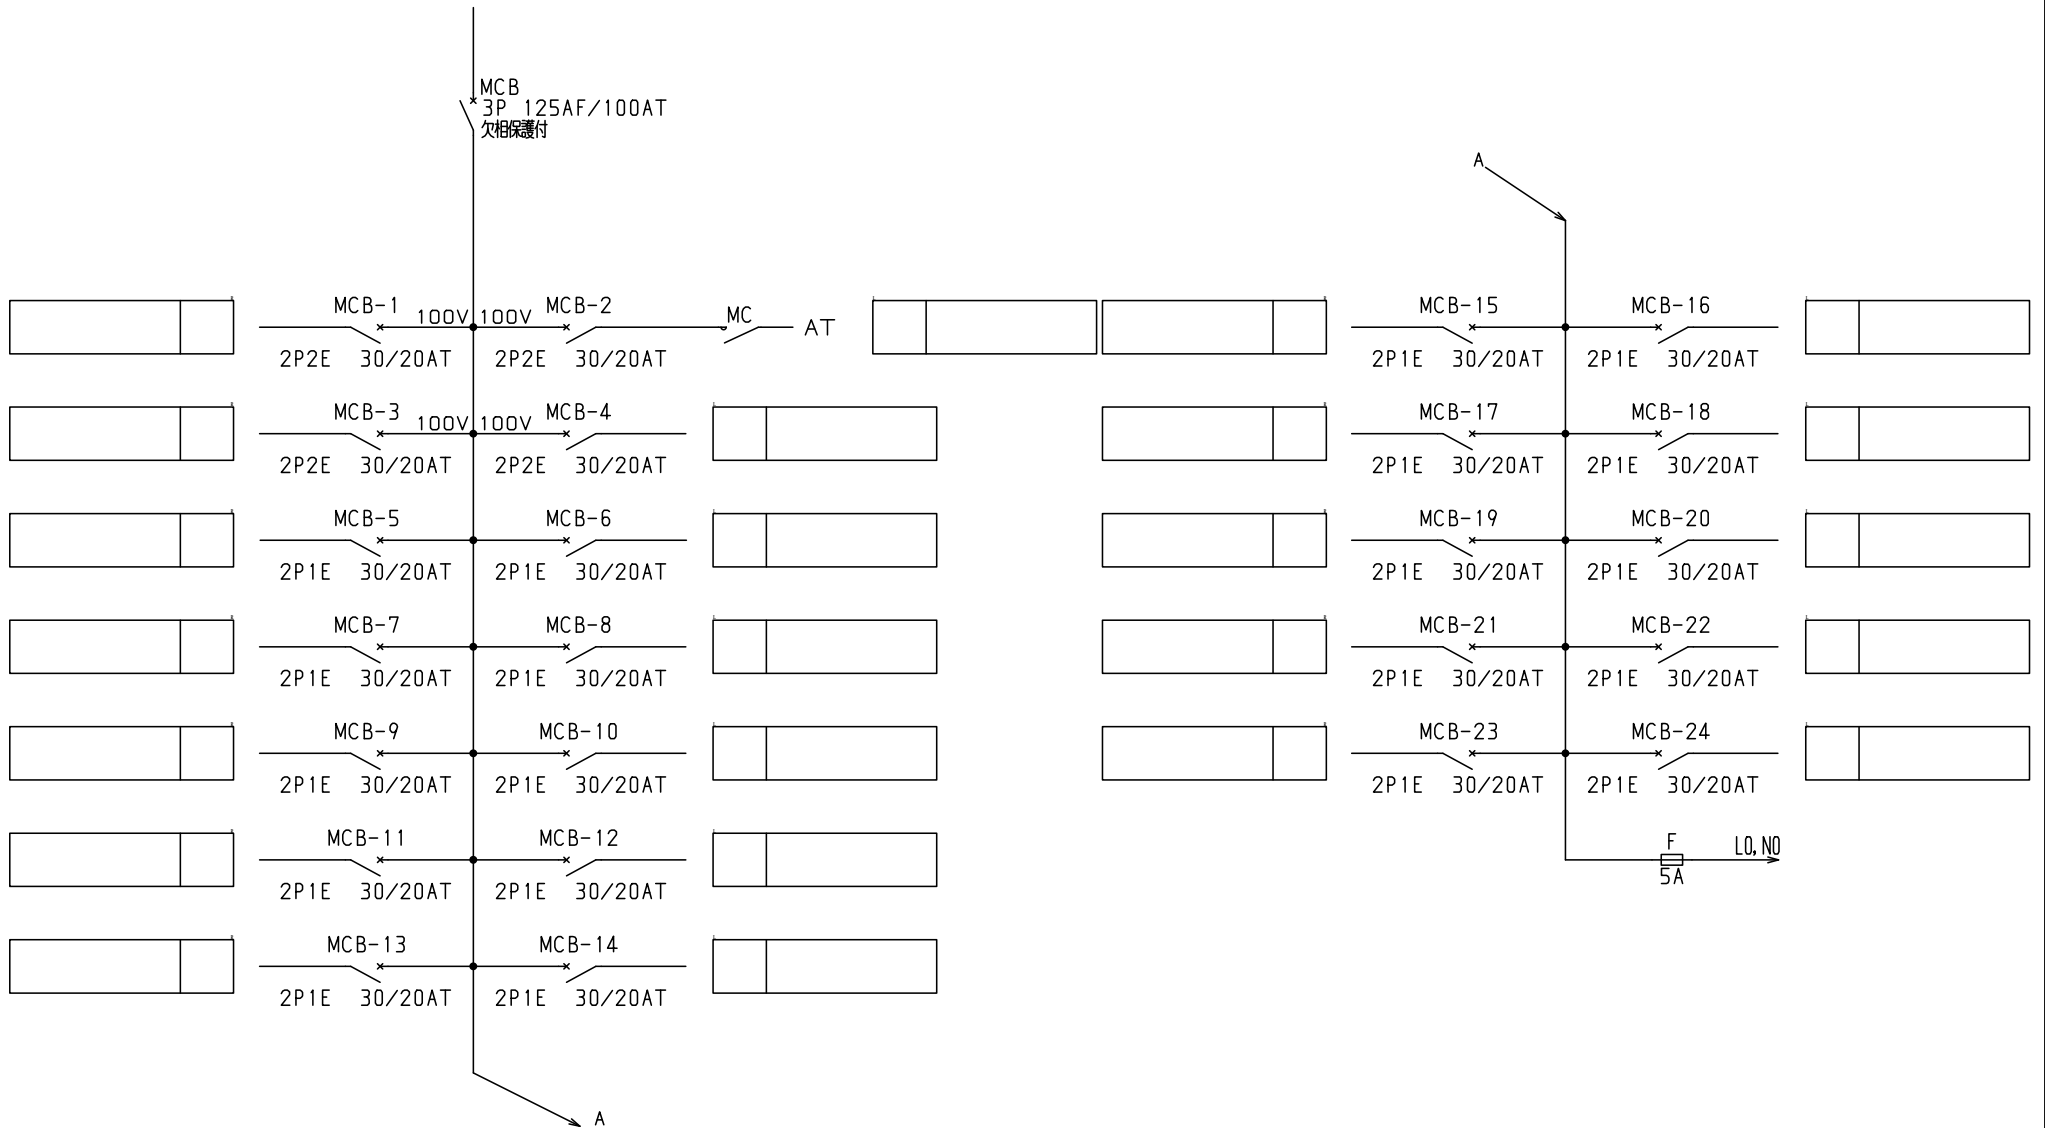 MCB
3P 125AF/100AT
欠相保護付
MCB-1 100V 100V MCB-2 MC AT
2P2E 30/20AT 2P2E 30/20AT
MCB-3 100V 100V MCB-4
2P2E 30/20AT 2P2E 30/20AT
MCB-5 MCB-6
2P1E 30/20AT 2P1E 30/20AT
MCB-7 MCB-8
2P1E 30/20AT 2P1E 30/20AT
MCB-9 MCB-10
2P1E 30/20AT 2P1E 30/20AT
MCB-11 MCB-12
2P1E 30/20AT 2P1E 30/20AT
MCB-13 MCB-14
2P1E 30/20AT 2P1E 30/20AT
A
A
MCB-15 MCB-16
2P1E 30/20AT 2P1E 30/20AT
MCB-17 MCB-18
2P1E 30/20AT 2P1E 30/20AT
MCB-19 MCB-20
2P1E 30/20AT 2P1E 30/20AT
MCB-21 MCB-22
2P1E 30/20AT 2P1E 30/20AT
MCB-23 MCB-24
2P1E 30/20AT 2P1E 30/20AT
F L0,N0
5A